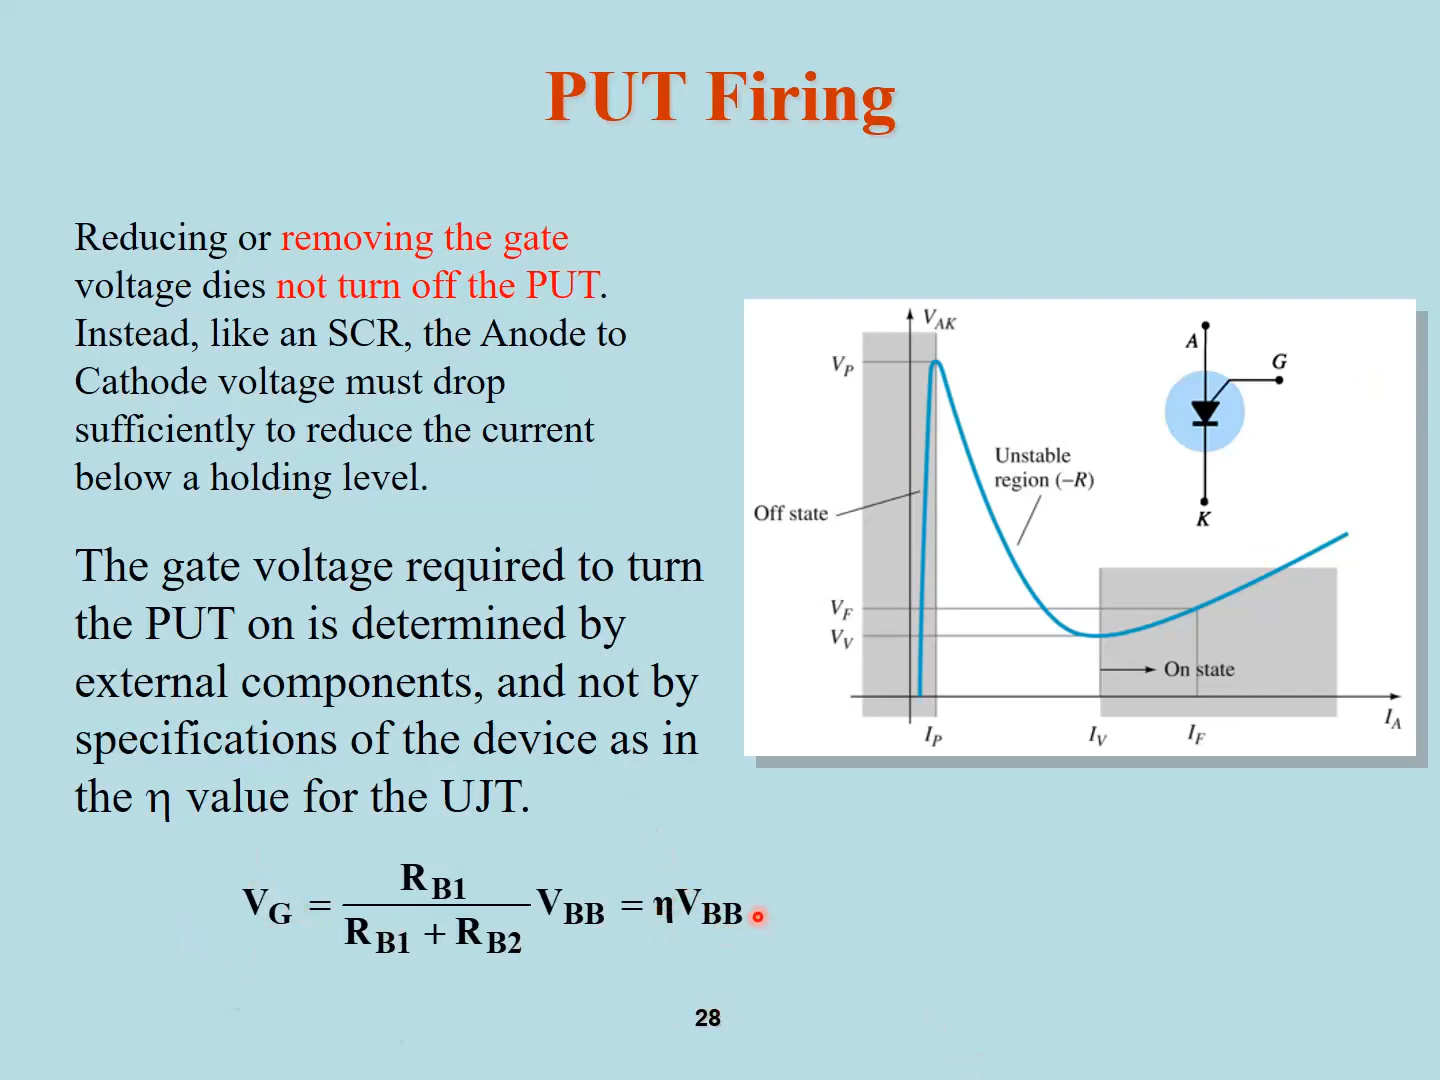 PUT Firing
Reducing or removing the gate
voltage dies not turn off the PUT.
Instead, like an SCR, the Anode to
Cathode voltage must drop
sufficiently to reduce the current
below a holding level.
The gate voltage required to turn
the PUT on is determined by
external components, and not by
specifications of the device as in
the η value for the UJT.
V_G = R_B1 / (R_B1 + R_B2) V_BB = ηV_BB
V_AK
V_P
A
G
Unstable
region (–R)
Off state
K
V_F
V_V
On state
I_P
I_V
I_F
I_A
28